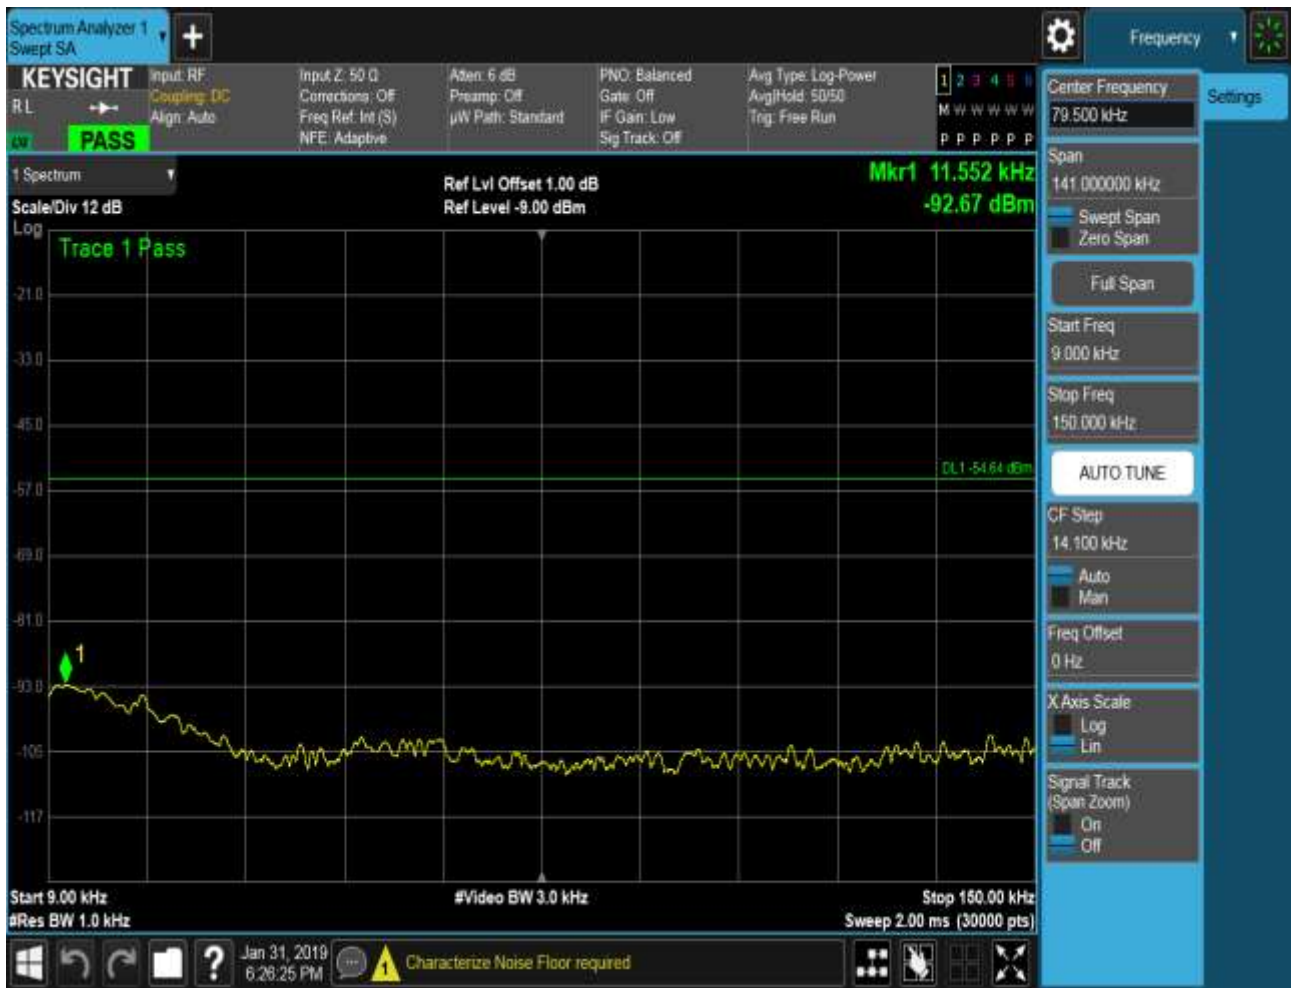 Spectrum Analyzer 1
Swept SA
Frequency
KEYSIGHT
R L
PASS
Input: RF
Coupling: DC
Align: Auto
Input Z: 50 Ω
Corrections: Off
Freq Ref: Int (S)
NFE: Adaptive
Atten: 6 dB
Preamp: Off
µW Path: Standard
PNO: Balanced
Gate: Off
IF Gain: Low
Sig Track: Off
Avg Type: Log-Power
Avg|Hold: 50/50
Trig: Free Run
1 2 3 4 5 6
M W W W W W
P P P P P P
Center Frequency
79.500 kHz
Settings
Span
141.000000 kHz
Swept Span
Zero Span
Full Span
Start Freq
9.000 kHz
Stop Freq
150.000 kHz
AUTO TUNE
CF Step
14.100 kHz
Auto
Man
Freq Offset
0 Hz
X Axis Scale
Log
Lin
Signal Track
(Span Zoom)
On
Off
1 Spectrum
Scale/Div 12 dB
Log
Ref Lvl Offset 1.00 dB
Ref Level -9.00 dBm
Mkr1 11.552 kHz
-92.67 dBm
Trace 1 Pass
-21.0
-33.0
-45.0
DL1 -54.64 dBm
-57.0
-69.0
-81.0
1
-93.0
-105
-117
Start 9.00 kHz
#Video BW 3.0 kHz
Stop 150.00 kHz
#Res BW 1.0 kHz
Sweep 2.00 ms (30000 pts)
Jan 31, 2019
6:26:25 PM
1
Characterize Noise Floor required